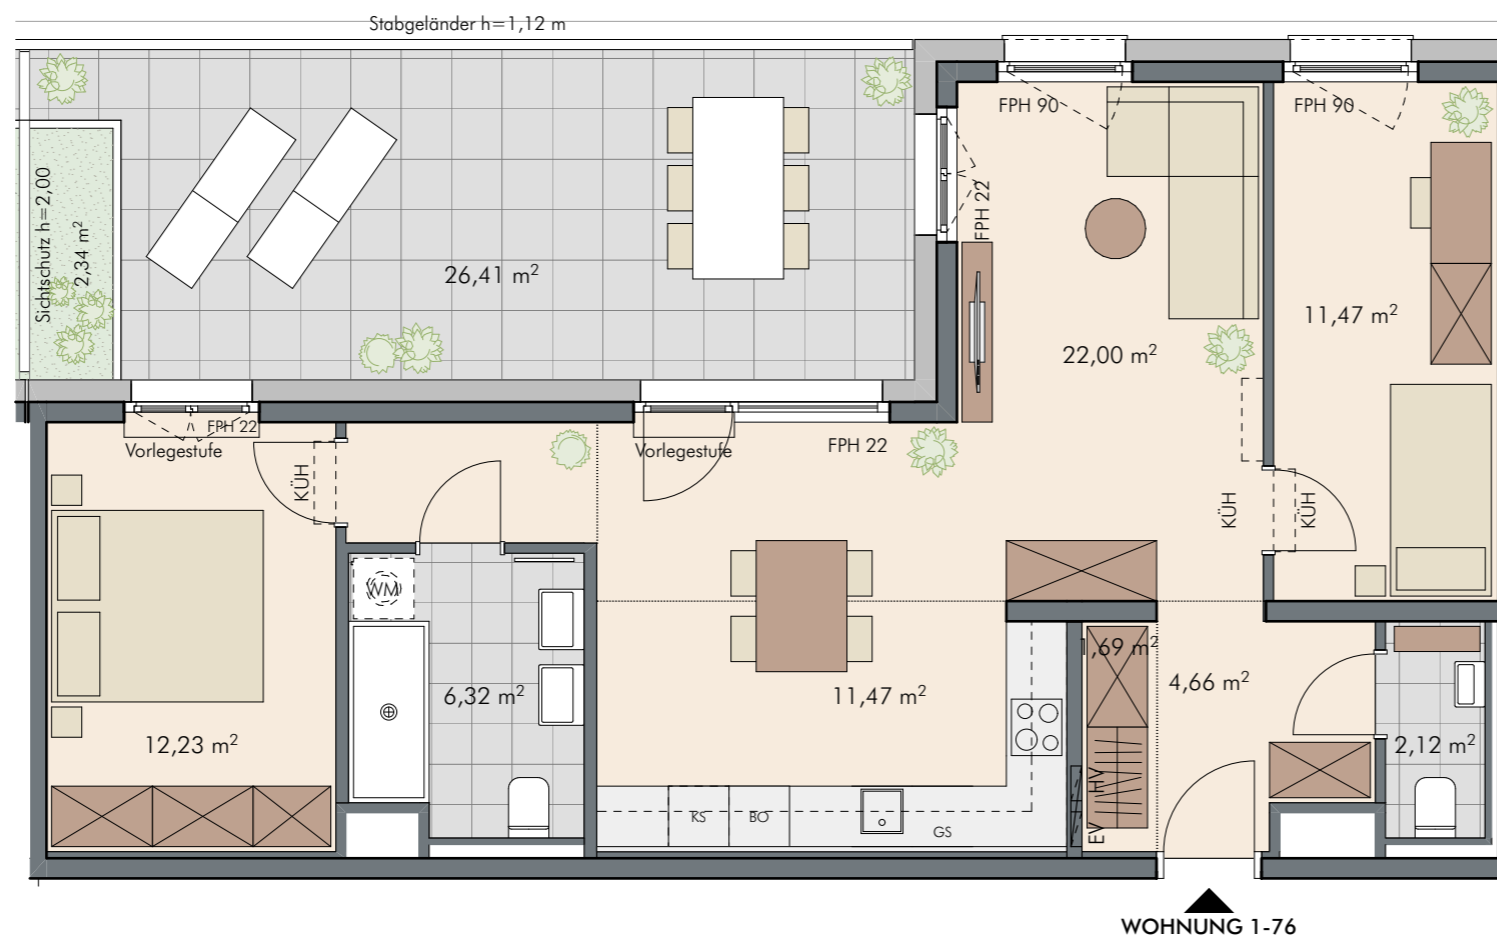 Stabgeländer h=1,12 m
FPH 90
FPH 90
Sichtschutz h=2,00
2,34 m²
FPH 22
26,41 m²
11,47 m²
22,00 m²
FPH 22
Vorlegestufe
Vorlegestufe
FPH 22
KÜH
KÜH
KÜH
WM
,69 m²
4,66 m²
6,32 m²
11,47 m²
12,23 m²
2,12 m²
HV
EV
KS
BO
GS
WOHNUNG 1-76